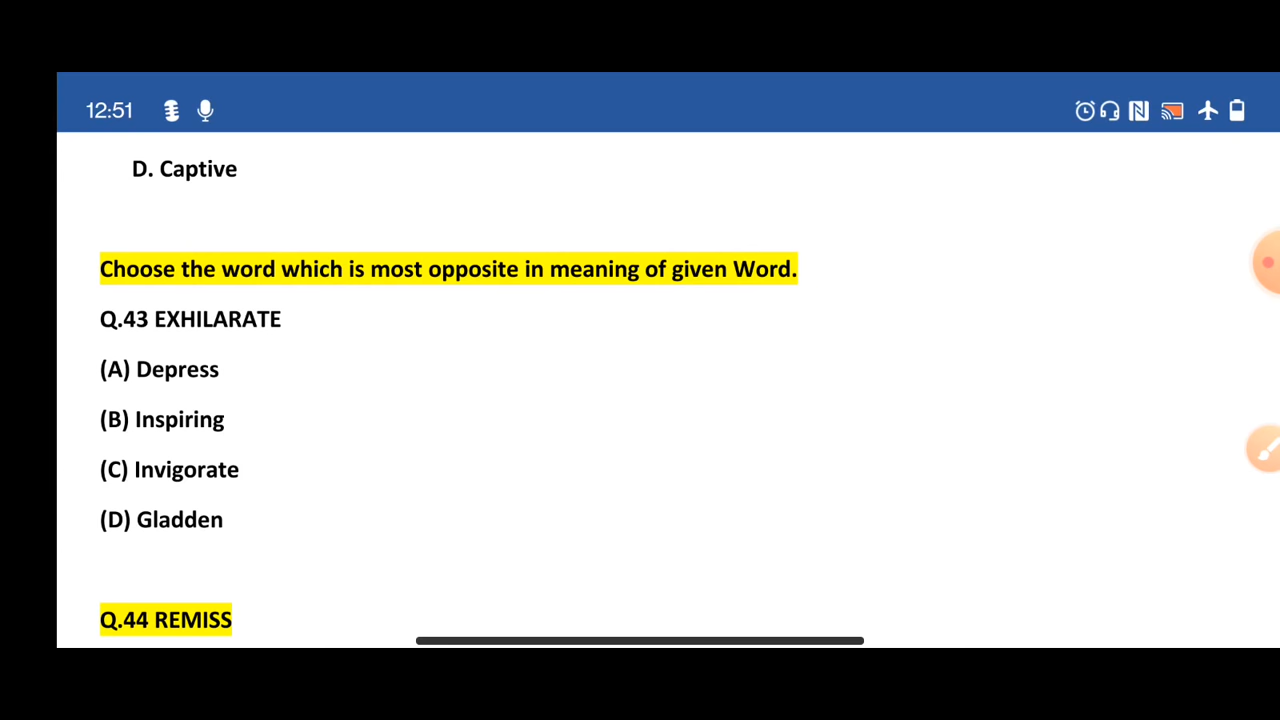 12:51
D. Captive
Choose the word which is most opposite in meaning of given Word.
Q.43 EXHILARATE
(A) Depress
(B) Inspiring
(C) Invigorate
(D) Gladden
Q.44 REMISS